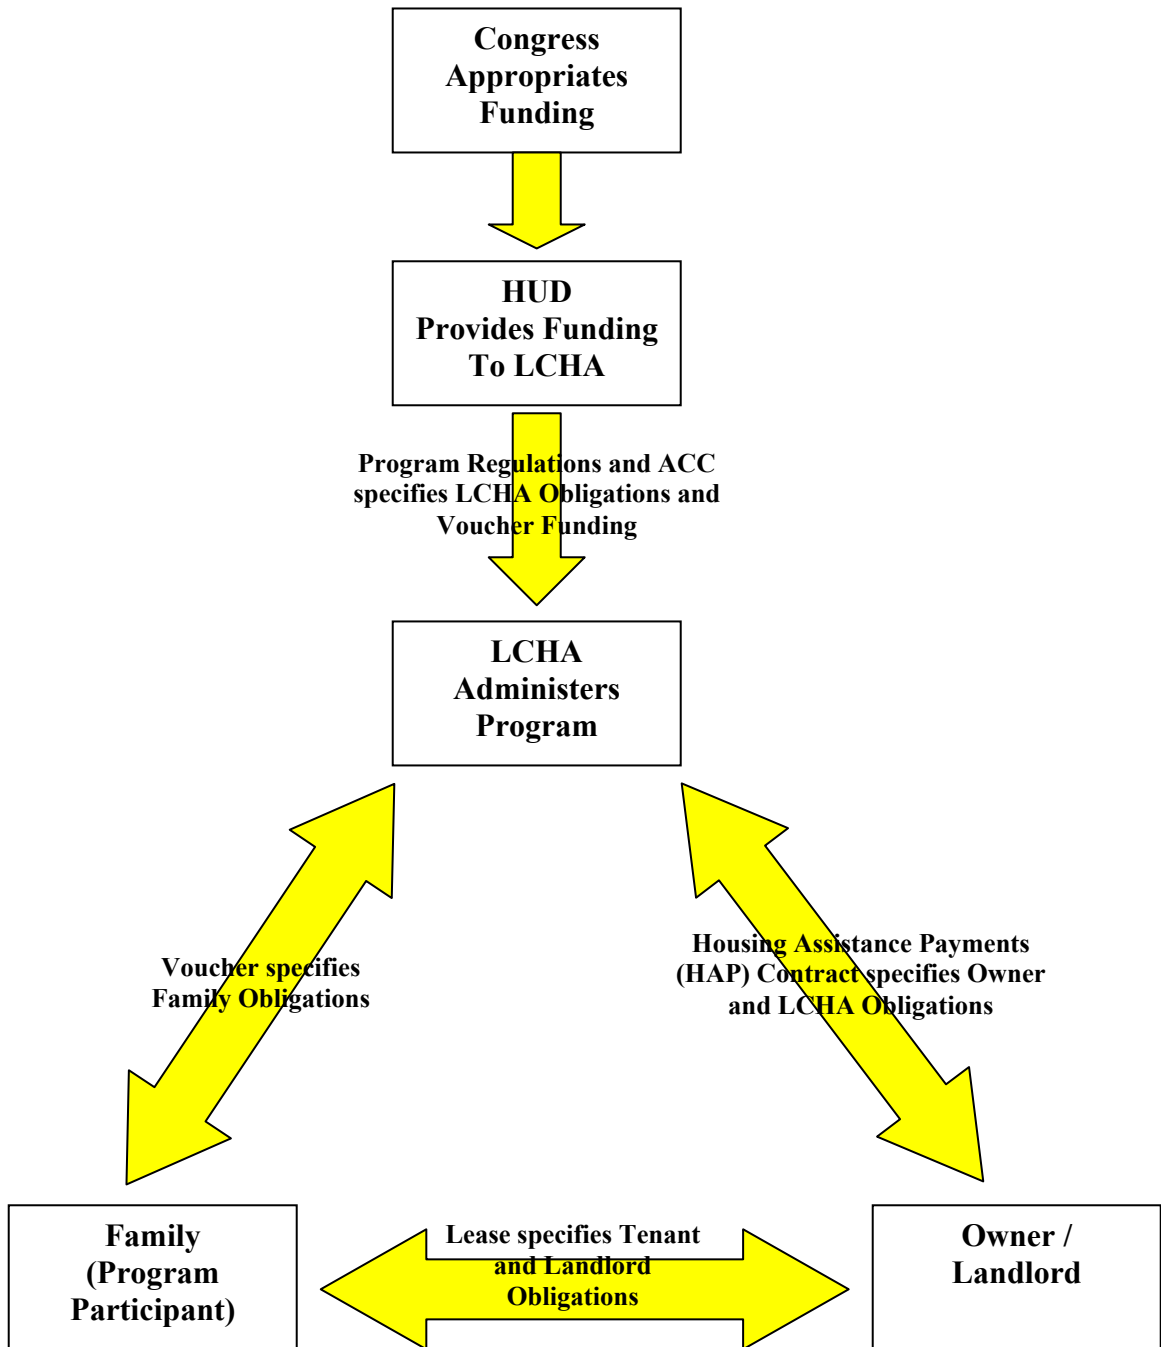 Congress
Appropriates
Funding
HUD
Provides Funding
To LCHA
Program Regulations and ACC
specifies LCHA Obligations and
Voucher Funding
LCHA
Administers
Program
Voucher specifies
Family Obligations
Housing Assistance Payments
(HAP) Contract specifies Owner
and LCHA Obligations
Family
(Program
Participant)
Lease specifies Tenant
and Landlord
Obligations
Owner /
Landlord